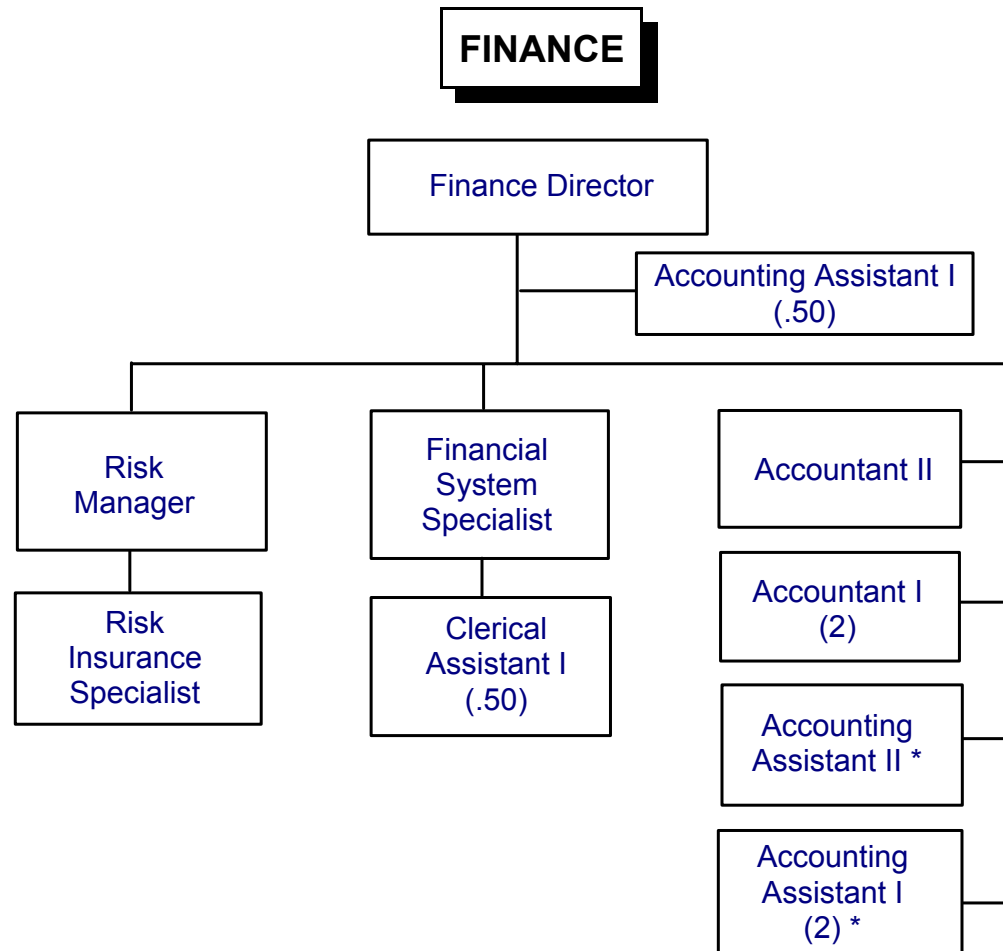 FINANCE
Finance Director
Accounting Assistant I
(.50)
Risk
Manager
Financial
System
Specialist
Accountant II
Risk
Insurance
Specialist
Clerical
Assistant I
(.50)
Accountant I
(2)
Accounting
Assistant II *
Accounting
Assistant I
(2) *